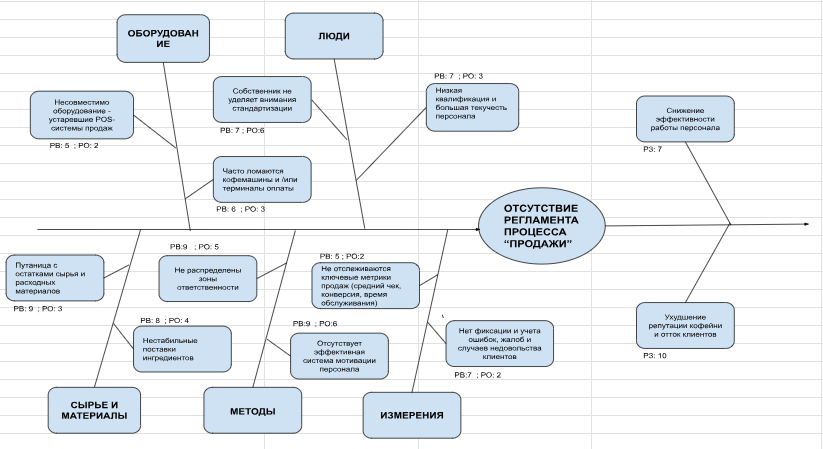 ОБОРУДОВАН
ИЕ
ЛЮДИ
Несовместимо
оборудование -
устаревшие POS-
системы продаж
РВ: 5 ; РО: 2
Собственник не
уделяет внимания
стандартизации
РВ: 7 ; РО:6
РВ: 7 ; РО: 3
Низкая
квалификация и
большая текучесть
персонала
Часто ломаются
кофемашины и /или
терминалы оплаты
РВ: 6 ; РО: 3
Снижение
эффективности
работы персонала
РЗ: 7
ОТСУТСТВИЕ
РЕГЛАМЕНТА
ПРОЦЕССА
“ПРОДАЖИ”
Путаница с
остатками сырья и
расходных
материалов
РВ: 9 ; РО: 3
РВ:9 ; РО: 5
Не распределены
зоны
ответственности
РВ: 5 ; РО:2
Не отслеживаются
ключевые метрики
продаж (средний чек,
конверсия, время
обслуживания)
РВ: 8 ; РО: 4
Нестабильные
поставки
ингредиентов
РВ:9 ; РО:6
Отсутствует
эффективная
система мотивации
персонала
Нет фиксации и учета
ошибок, жалоб и
случаев недовольства
клиентов
РВ:7 ; РО: 2
Ухудшение
репутации кофейни
и отток клиентов
РЗ: 10
СЫРЬЕ И
МАТЕРИАЛЫ
МЕТОДЫ
ИЗМЕРЕНИЯ